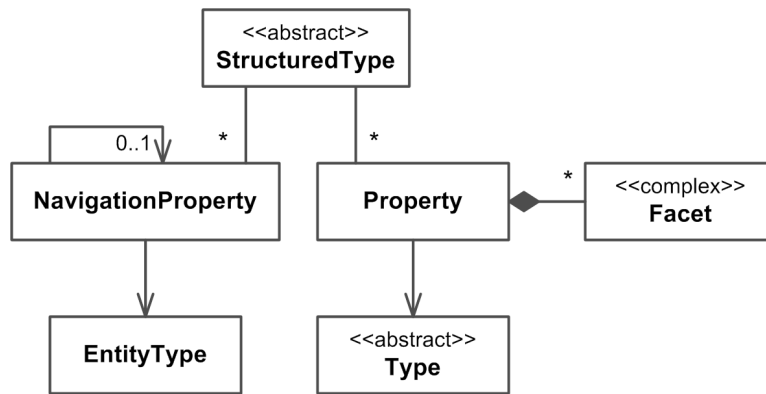 <<abstract>>
StructuredType
0..1
*
*
*
NavigationProperty
Property
<<complex>>
Facet
EntityType
<<abstract>>
Type